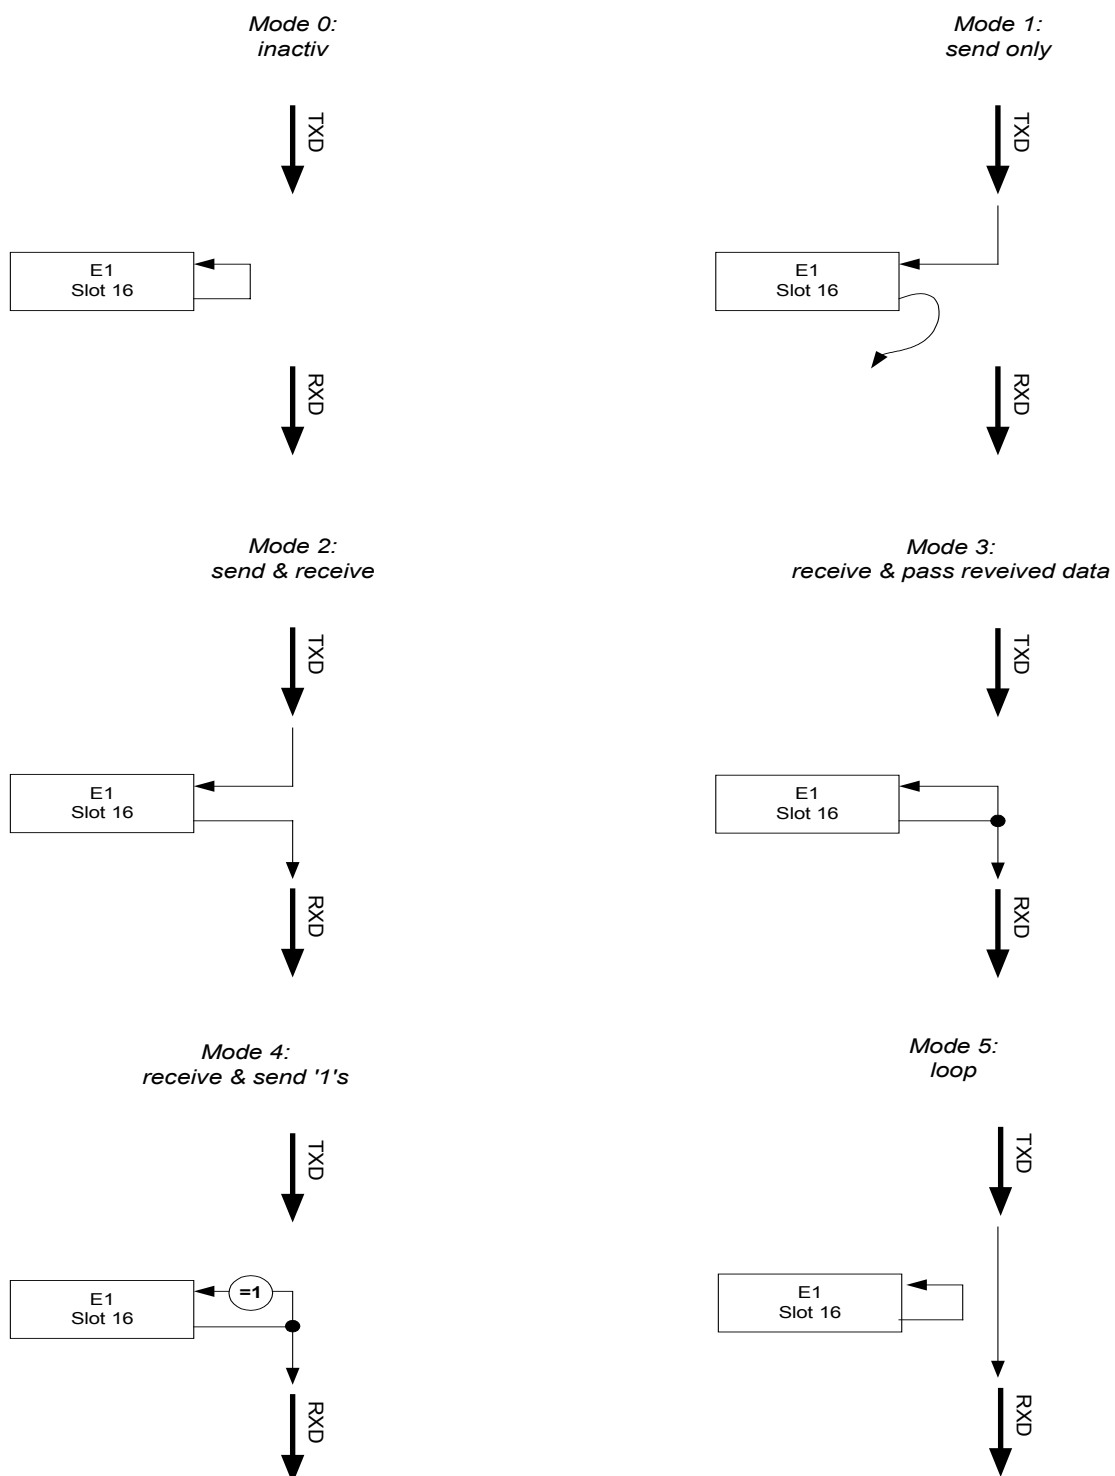 Mode 0:
inactiv
TXD
E1
Slot 16
RXD
Mode 1:
send only
TXD
E1
Slot 16
RXD
Mode 2:
send & receive
TXD
E1
Slot 16
RXD
Mode 3:
receive & pass reveived data
TXD
E1
Slot 16
RXD
Mode 4:
receive & send '1's
TXD
=1
E1
Slot 16
RXD
Mode 5:
loop
TXD
E1
Slot 16
RXD